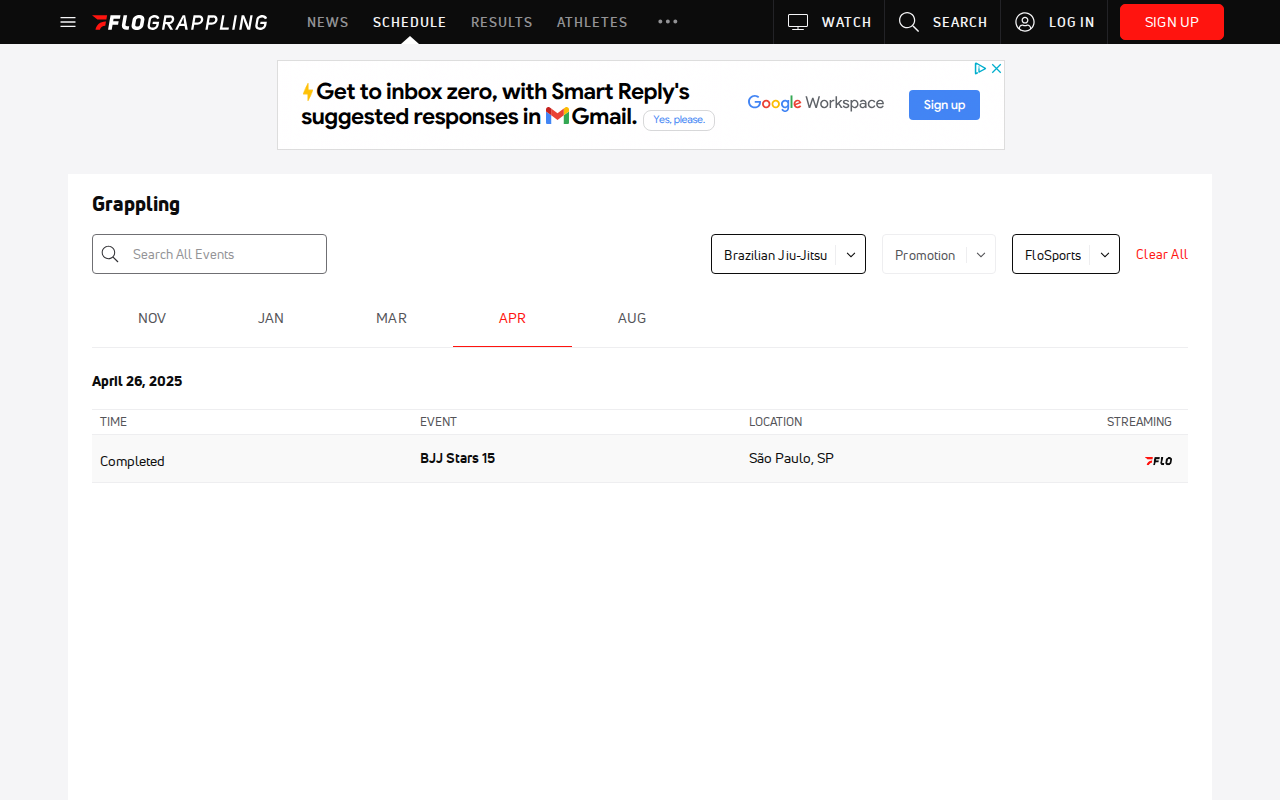 FLOGRAPPLING NEWS SCHEDULE RESULTS ATHLETES ••• WATCH SEARCH LOG IN SIGN UP
Get to inbox zero, with Smart Reply's
suggested responses in Gmail. Yes, please.
Google Workspace
Sign up
Grappling
Search All Events
Brazilian Jiu-Jitsu
Promotion
FloSports
Clear All
NOV JAN MAR APR AUG
April 26, 2025
TIME EVENT LOCATION STREAMING
Completed BJJ Stars 15 São Paulo, SP FLO